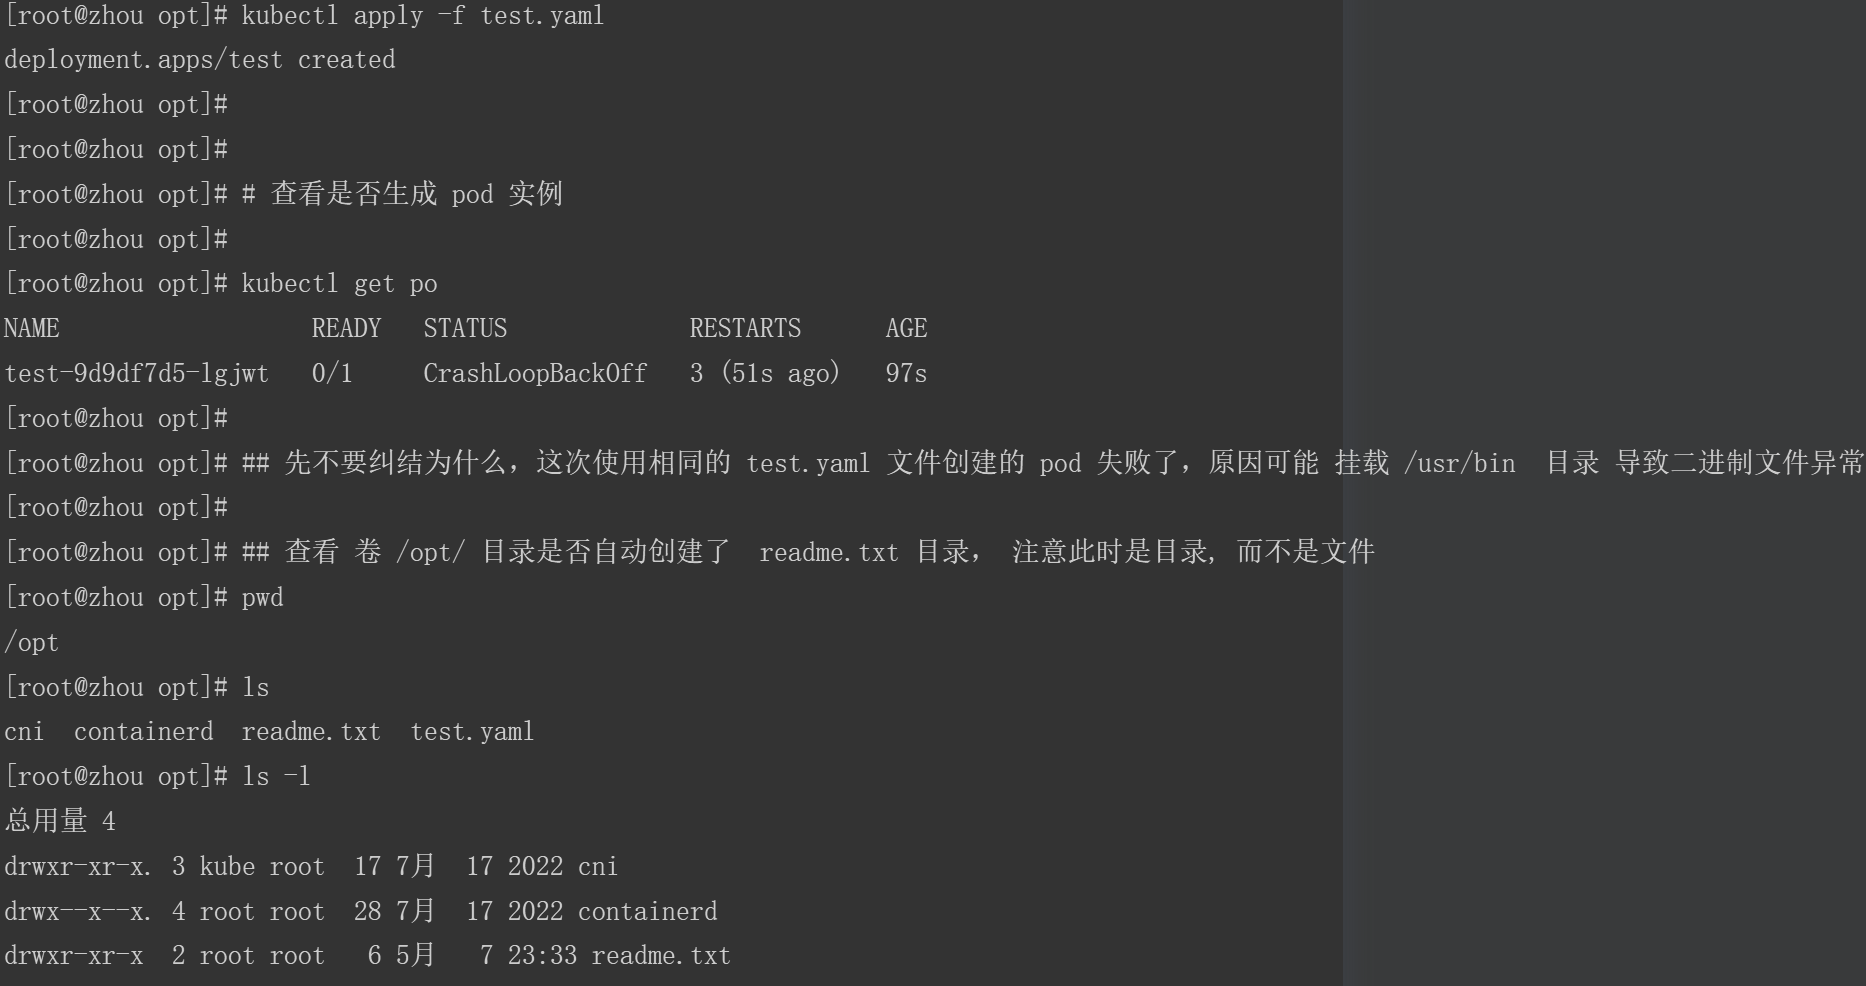 [root@zhou opt]# kubectl apply -f test.yaml
deployment.apps/test created
[root@zhou opt]#
[root@zhou opt]#
[root@zhou opt]# # 查看是否生成 pod 实例
[root@zhou opt]#
[root@zhou opt]# kubectl get po
NAME                  READY   STATUS             RESTARTS      AGE
test-9d9df7d5-lgjwt   0/1     CrashLoopBackOff   3 (51s ago)   97s
[root@zhou opt]#
[root@zhou opt]# ## 先不要纠结为什么，这次使用相同的 test.yaml 文件创建的 pod 失败了，原因可能 挂载 /usr/bin  目录 导致二进制文件异常
[root@zhou opt]#
[root@zhou opt]# ## 查看 卷 /opt/ 目录是否自动创建了  readme.txt 目录， 注意此时是目录, 而不是文件
[root@zhou opt]# pwd
/opt
[root@zhou opt]# ls
cni  containerd  readme.txt  test.yaml
[root@zhou opt]# ls -l
总用量 4
drwxr-xr-x. 3 kube root  17 7月  17 2022 cni
drwx--x--x. 4 root root  28 7月  17 2022 containerd
drwxr-xr-x  2 root root   6 5月   7 23:33 readme.txt